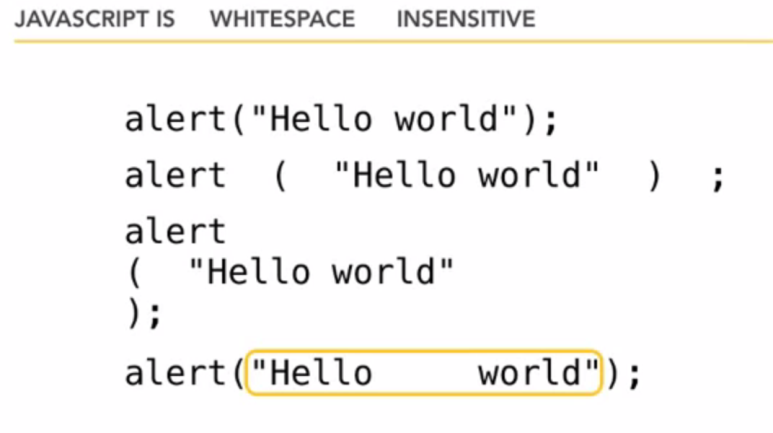 JAVASCRIPT IS   WHITESPACE   INSENSITIVE
alert("Hello world");
alert  (  "Hello world"  )  ;
alert
(  "Hello world"
);
alert("Hello     world");